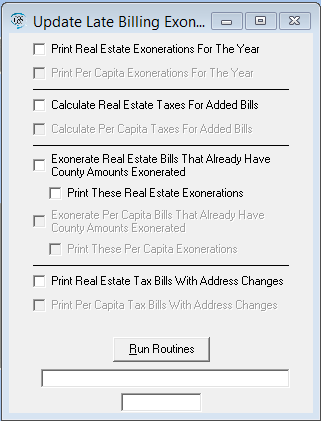 Update Late Billing Exon...
Print Real Estate Exonerations For The Year
Print Per Capita Exonerations For The Year
Calculate Real Estate Taxes For Added Bills
Calculate Per Capita Taxes For Added Bills
Exonerate Real Estate Bills That Already Have
County Amounts Exonerated
Print These Real Estate Exonerations
Exonerate Per Capita Bills That Already Have
County Amounts Exonerated
Print These Per Capita Exonerations
Print Real Estate Tax Bills With Address Changes
Print Per Capita Tax Bills With Address Changes
Run Routines